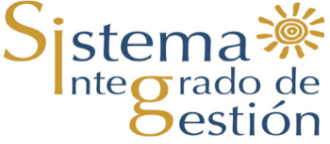 Sistema
Integrado de
gestión